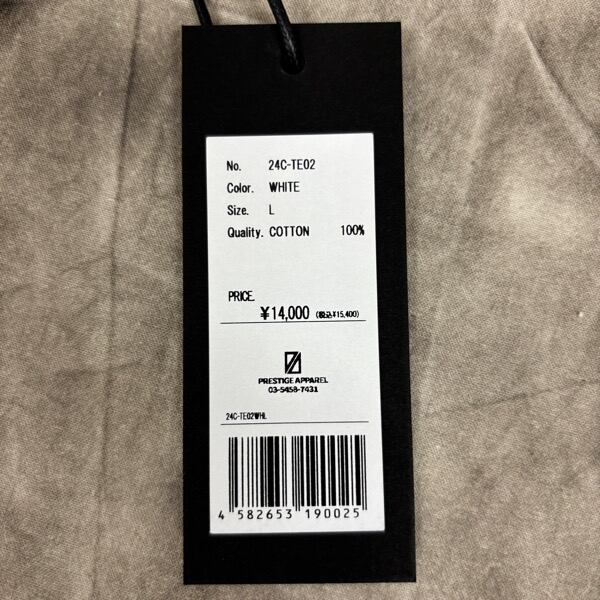 No. 24C-TE02
Color. WHITE
Size. L
Quality. COTTON 100%
PRICE.
¥14,000 (税込¥15,400)
PRESTIGE APPAREL
03-5458-7431
24C-TE02WHL
4 582653 190025